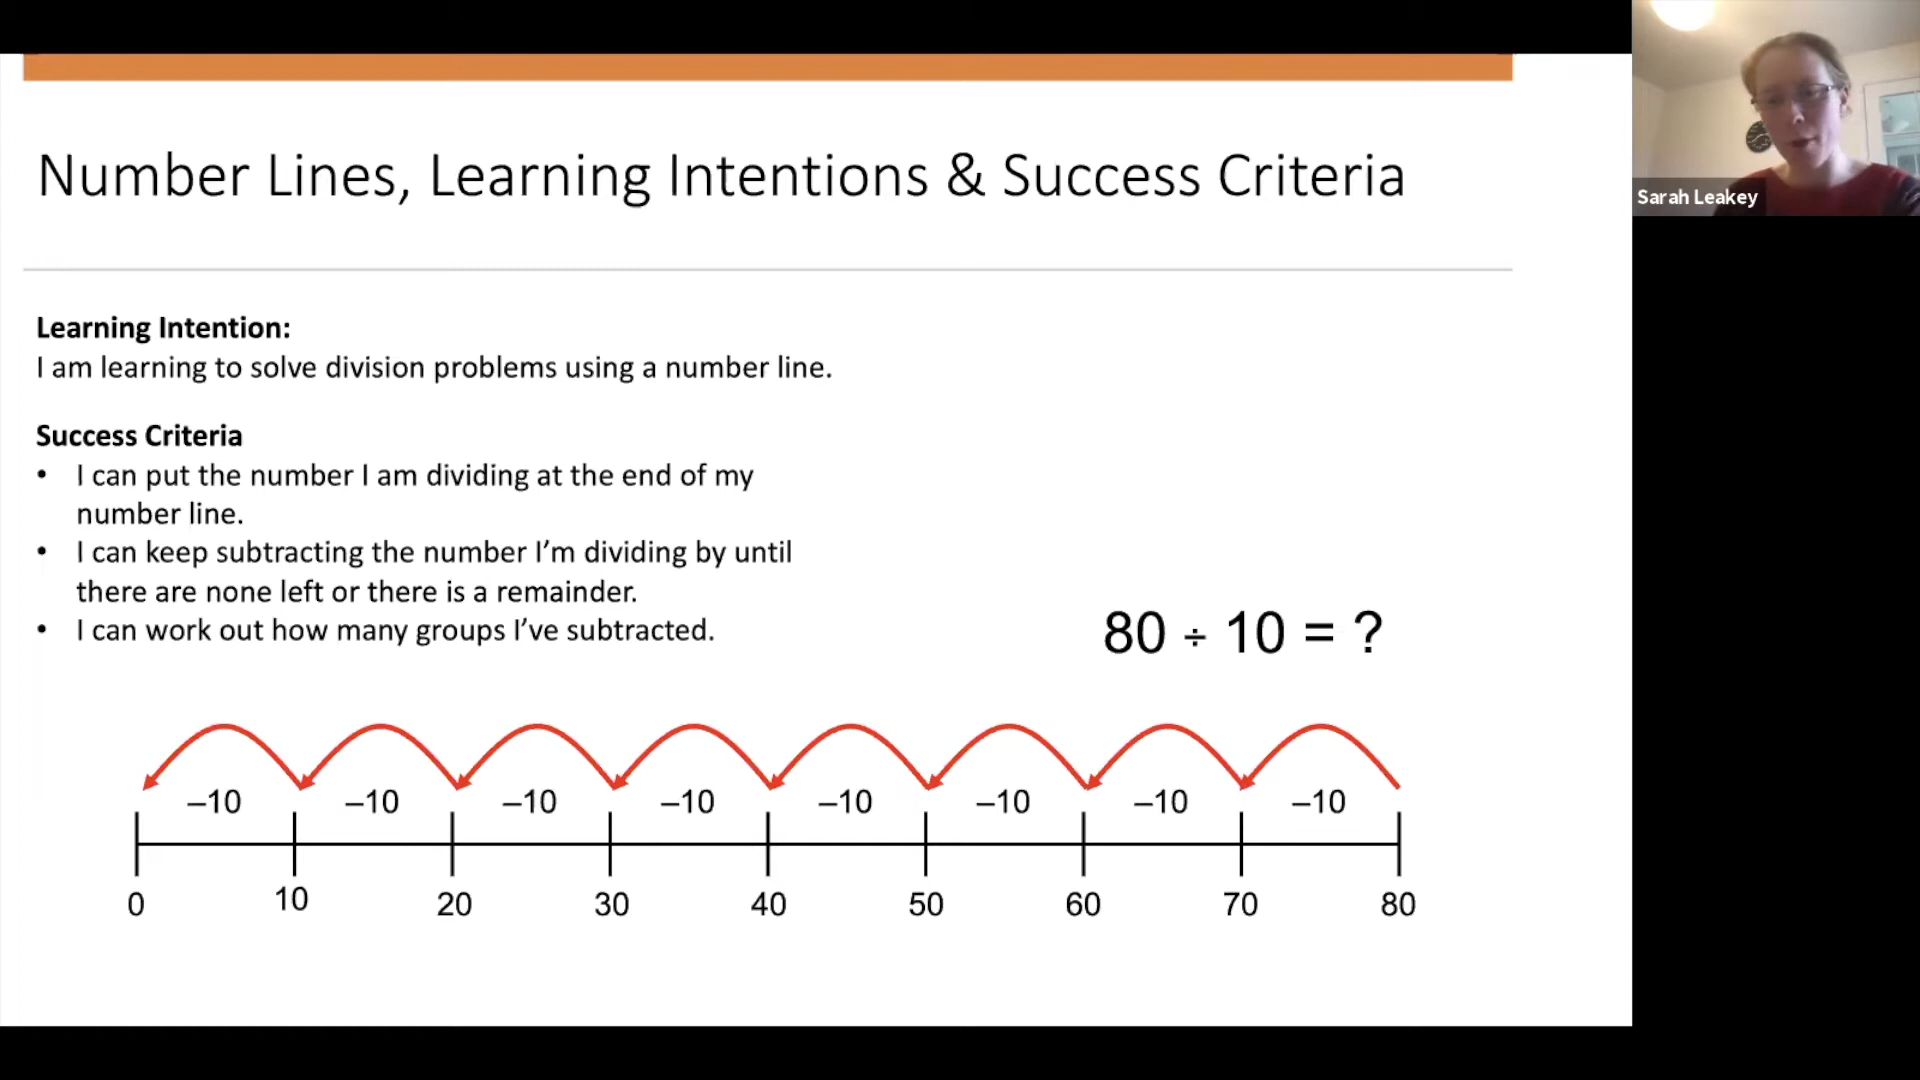 Number Lines, Learning Intentions & Success Criteria
Sarah Leakey
Learning Intention:
I am learning to solve division problems using a number line.
Success Criteria
• I can put the number I am dividing at the end of my
number line.
• I can keep subtracting the number I’m dividing by until
there are none left or there is a remainder.
• I can work out how many groups I’ve subtracted.
80 ÷ 10 = ?
–10 –10 –10 –10 –10 –10 –10 –10
0 10 20 30 40 50 60 70 80